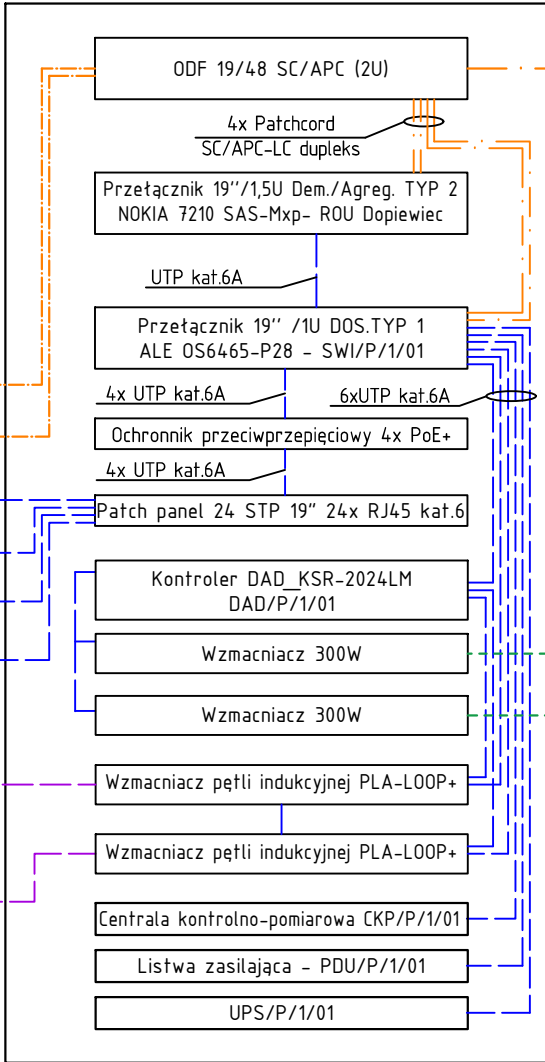 ODF 19/48 SC/APC (2U)
4x Patchcord
SC/APC-LC dupleks
Przełącznik 19''/1,5U Dem./Agreg. TYP 2
NOKIA 7210 SAS-Mxp- ROU Dopiewiec
UTP kat.6A
Przełącznik 19'' /1U DOS.TYP 1
ALE OS6465-P28 - SWI/P/1/01
4x UTP kat.6A
6xUTP kat.6A
Ochronnik przeciwprzepięciowy 4x PoE+
4x UTP kat.6A
Patch panel 24 STP 19" 24x RJ45 kat.6
Kontroler DAD_KSR-2024LM
DAD/P/1/01
Wzmacniacz 300W
Wzmacniacz 300W
Wzmacniacz pętli indukcyjnej PLA-LOOP+
Wzmacniacz pętli indukcyjnej PLA-LOOP+
Centrala kontrolno-pomiarowa CKP/P/1/01
Listwa zasilająca - PDU/P/1/01
UPS/P/1/01